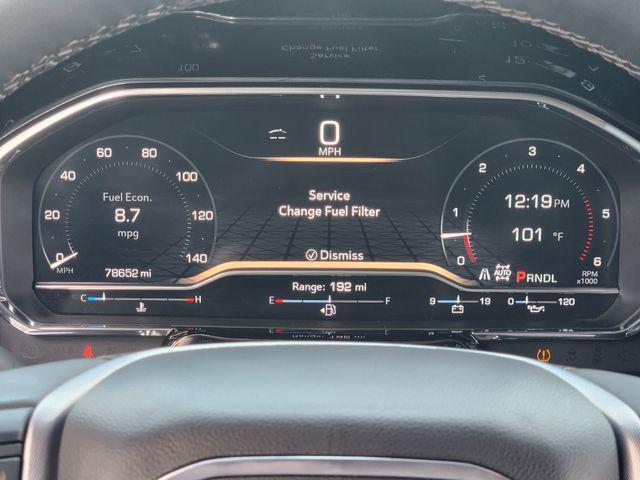 0
MPH
Service
Change Fuel Filter
Dismiss
0 20 40 60 80 100 120 140
MPH
Fuel Econ.
8.7
mpg
78652 mi
0 1 2 3 4 5 6
12:19 PM
101 °F
AUTO
PRNDL
RPM
x1000
Range: 192 mi
C H
E F
9 19
0 120